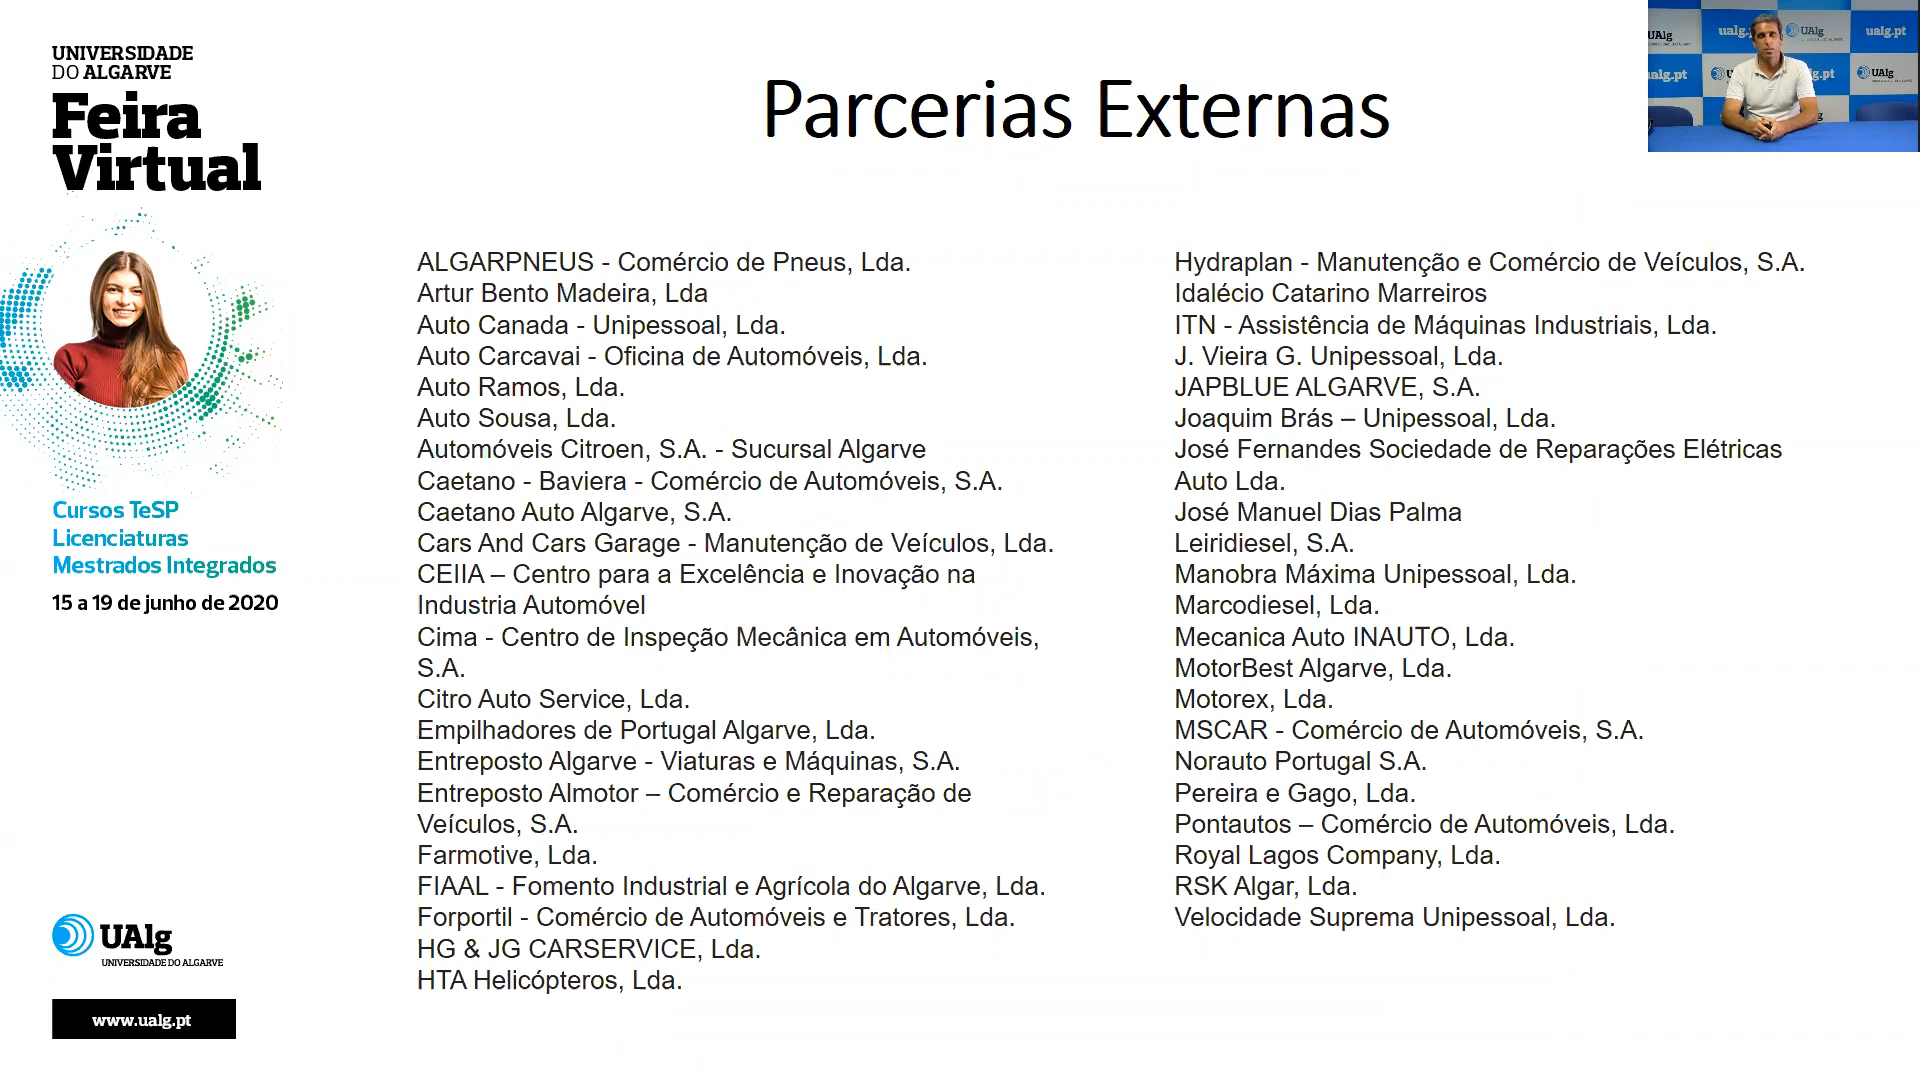 UNIVERSIDADE
DO ALGARVE
Feira
Virtual
Cursos TeSP
Licenciaturas
Mestrados Integrados
15 a 19 de junho de 2020
UAlg
UNIVERSIDADE DO ALGARVE
www.ualg.pt
Parcerias Externas
ALGARPNEUS - Comércio de Pneus, Lda.
Artur Bento Madeira, Lda
Auto Canada - Unipessoal, Lda.
Auto Carcavai - Oficina de Automóveis, Lda.
Auto Ramos, Lda.
Auto Sousa, Lda.
Automóveis Citroen, S.A. - Sucursal Algarve
Caetano - Baviera - Comércio de Automóveis, S.A.
Caetano Auto Algarve, S.A.
Cars And Cars Garage - Manutenção de Veículos, Lda.
CEIIA – Centro para a Excelência e Inovação na
Industria Automóvel
Cima - Centro de Inspeção Mecânica em Automóveis,
S.A.
Citro Auto Service, Lda.
Empilhadores de Portugal Algarve, Lda.
Entreposto Algarve - Viaturas e Máquinas, S.A.
Entreposto Almotor – Comércio e Reparação de
Veículos, S.A.
Farmotive, Lda.
FIAAL - Fomento Industrial e Agrícola do Algarve, Lda.
Forportil - Comércio de Automóveis e Tratores, Lda.
HG & JG CARSERVICE, Lda.
HTA Helicópteros, Lda.
Hydraplan - Manutenção e Comércio de Veículos, S.A.
Idalécio Catarino Marreiros
ITN - Assistência de Máquinas Industriais, Lda.
J. Vieira G. Unipessoal, Lda.
JAPBLUE ALGARVE, S.A.
Joaquim Brás – Unipessoal, Lda.
José Fernandes Sociedade de Reparações Elétricas
Auto Lda.
José Manuel Dias Palma
Leiridiesel, S.A.
Manobra Máxima Unipessoal, Lda.
Marcodiesel, Lda.
Mecanica Auto INAUTO, Lda.
MotorBest Algarve, Lda.
Motorex, Lda.
MSCAR - Comércio de Automóveis, S.A.
Norauto Portugal S.A.
Pereira e Gago, Lda.
Pontautos – Comércio de Automóveis, Lda.
Royal Lagos Company, Lda.
RSK Algar, Lda.
Velocidade Suprema Unipessoal, Lda.
UAlg ualg. UAlg ualg.pt
ualg.pt g.pt UAlg